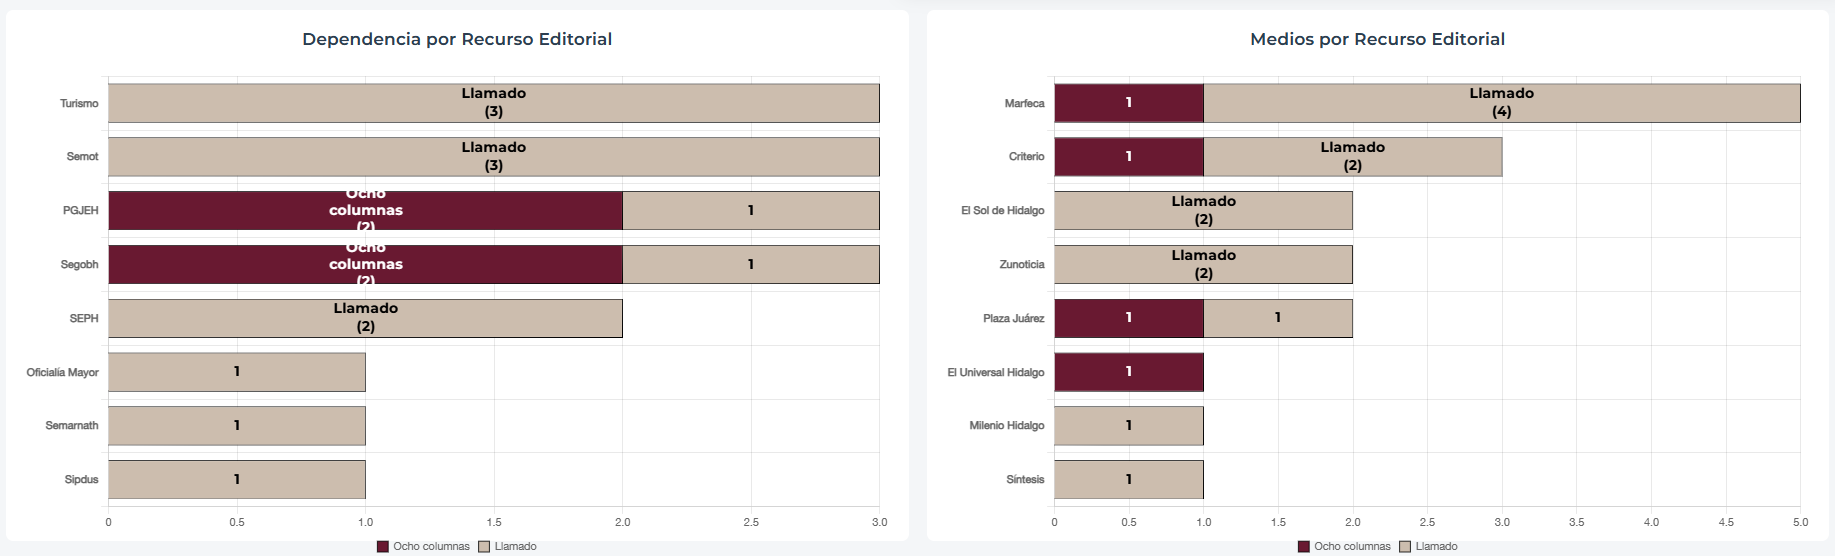 Dependencia por Recurso Editorial
Turismo
Llamado
(3)
Semot
Llamado
(3)
PGJEH
Ocho
columnas
(2)
1
Segobh
Ocho
columnas
(2)
1
SEPH
Llamado
(2)
Oficialía Mayor
1
Semarnath
1
Sipdus
1
0 0.5 1.0 1.5 2.0 2.5 3.0
Ocho columnas Llamado
Medios por Recurso Editorial
Marfeca
1
Llamado
(4)
Criterio
1
Llamado
(2)
El Sol de Hidalgo
Llamado
(2)
Zunoticia
Llamado
(2)
Plaza Juárez
1
1
El Universal Hidalgo
1
Milenio Hidalgo
1
Síntesis
1
0 0.5 1.0 1.5 2.0 2.5 3.0 3.5 4.0 4.5 5.0
Ocho columnas Llamado